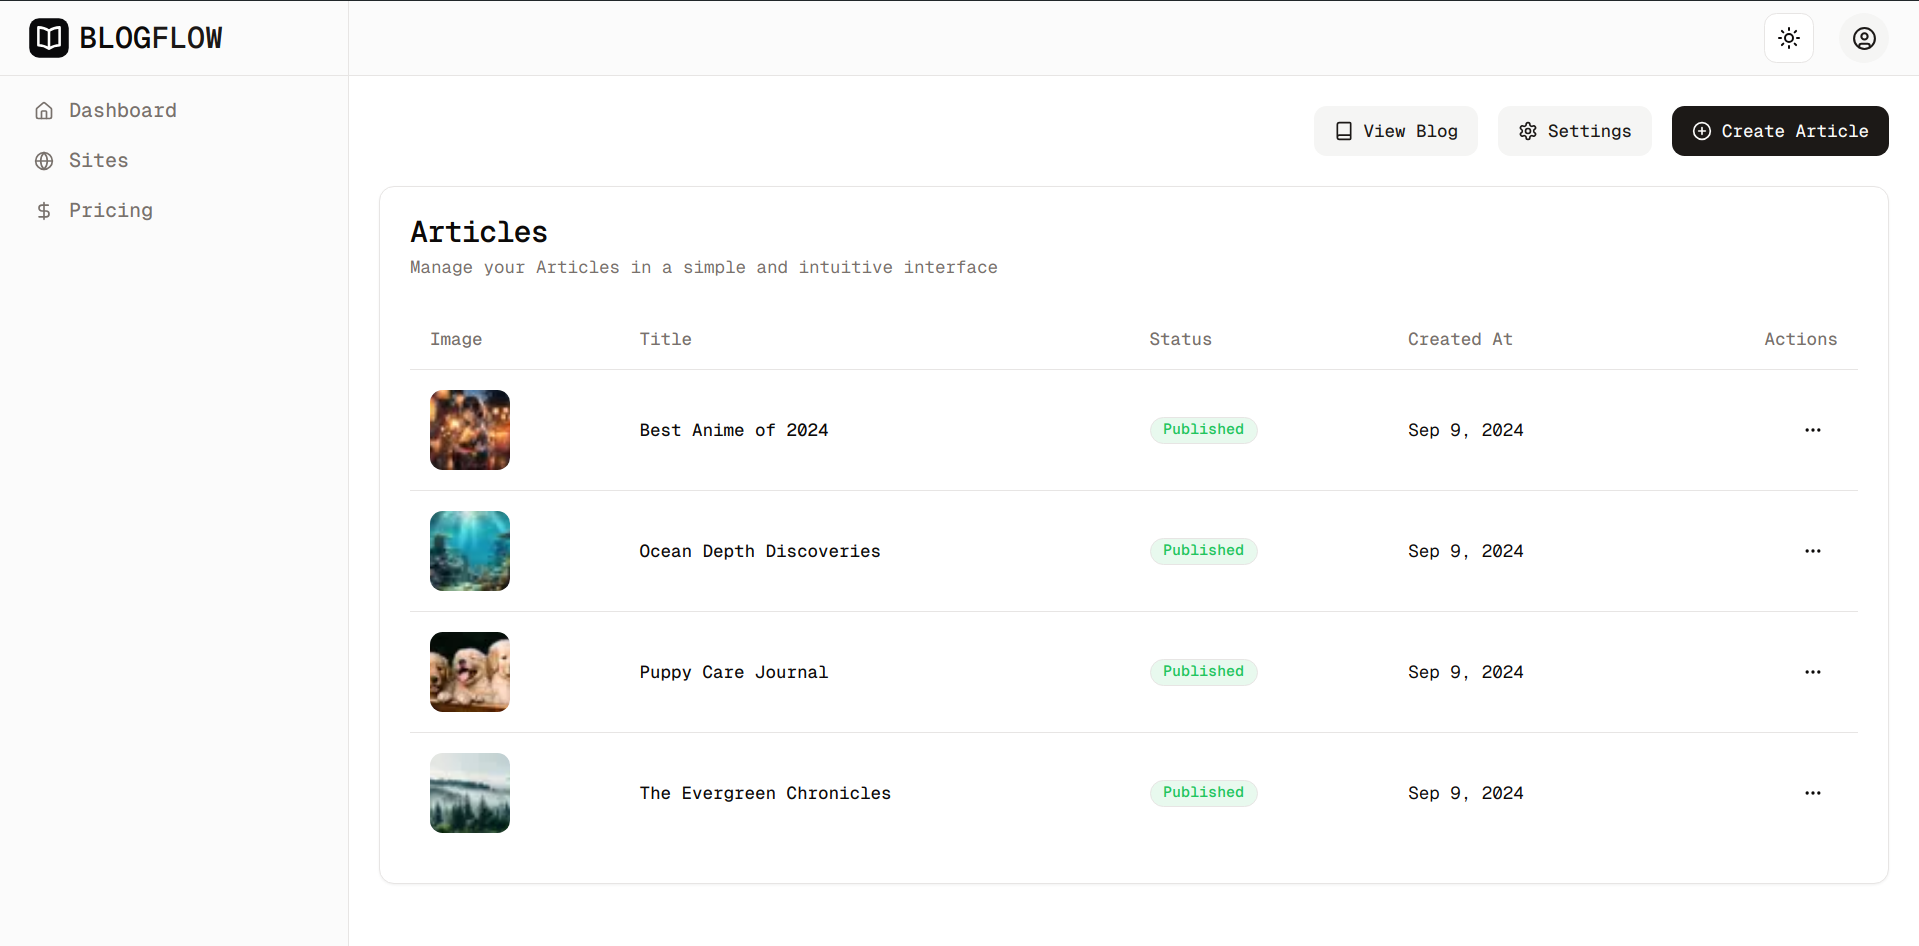 BLOGFLOW
Dashboard
Sites
Pricing
View Blog Settings Create Article
Articles
Manage your Articles in a simple and intuitive interface
Image Title Status Created At Actions
Best Anime of 2024 Published Sep 9, 2024
Ocean Depth Discoveries Published Sep 9, 2024
Puppy Care Journal Published Sep 9, 2024
The Evergreen Chronicles Published Sep 9, 2024